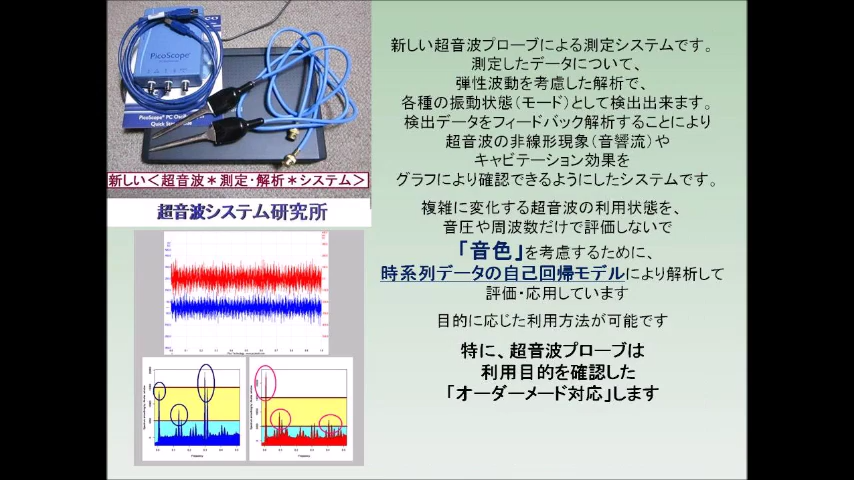 PicoScope
PicoScope® PC Oscilloscope
Quick Start Guide
新しい<超音波＊測定・解析＊システム>
超音波システム研究所
新しい超音波プローブによる測定システムです。
測定したデータについて、
弾性波動を考慮した解析で、
各種の振動状態(モード)として検出出来ます。
検出データをフィードバック解析することにより
超音波の非線形現象(音響流)や
キャビテーション効果を
グラフにより確認できるようにしたシステムです。
複雑に変化する超音波の利用状態を、
音圧や周波数だけで評価しないで
「音色」を考慮するために、
時系列データの自己回帰モデルにより解析して
評価・応用しています
目的に応じた利用方法が可能です
特に、超音波プローブは
利用目的を確認した
「オーダーメード対応」します